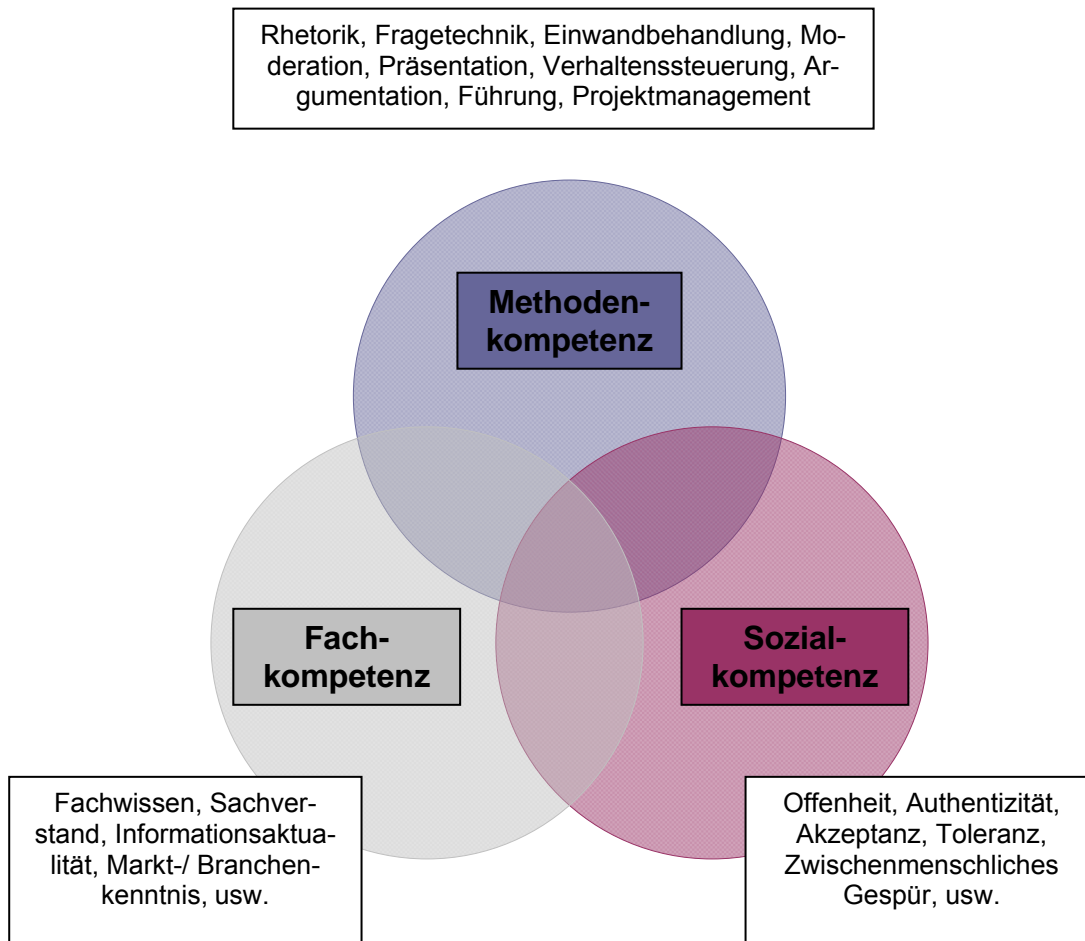 Rhetorik, Fragetechnik, Einwandbehandlung, Mo-
deration, Präsentation, Verhaltenssteuerung, Ar-
gumentation, Führung, Projektmanagement
Methoden-
kompetenz
Fach-
kompetenz
Sozial-
kompetenz
Fachwissen, Sachver-
stand, Informationsaktua-
lität, Markt-/ Branchen-
kenntnis, usw.
Offenheit, Authentizität,
Akzeptanz, Toleranz,
Zwischenmenschliches
Gespür, usw.